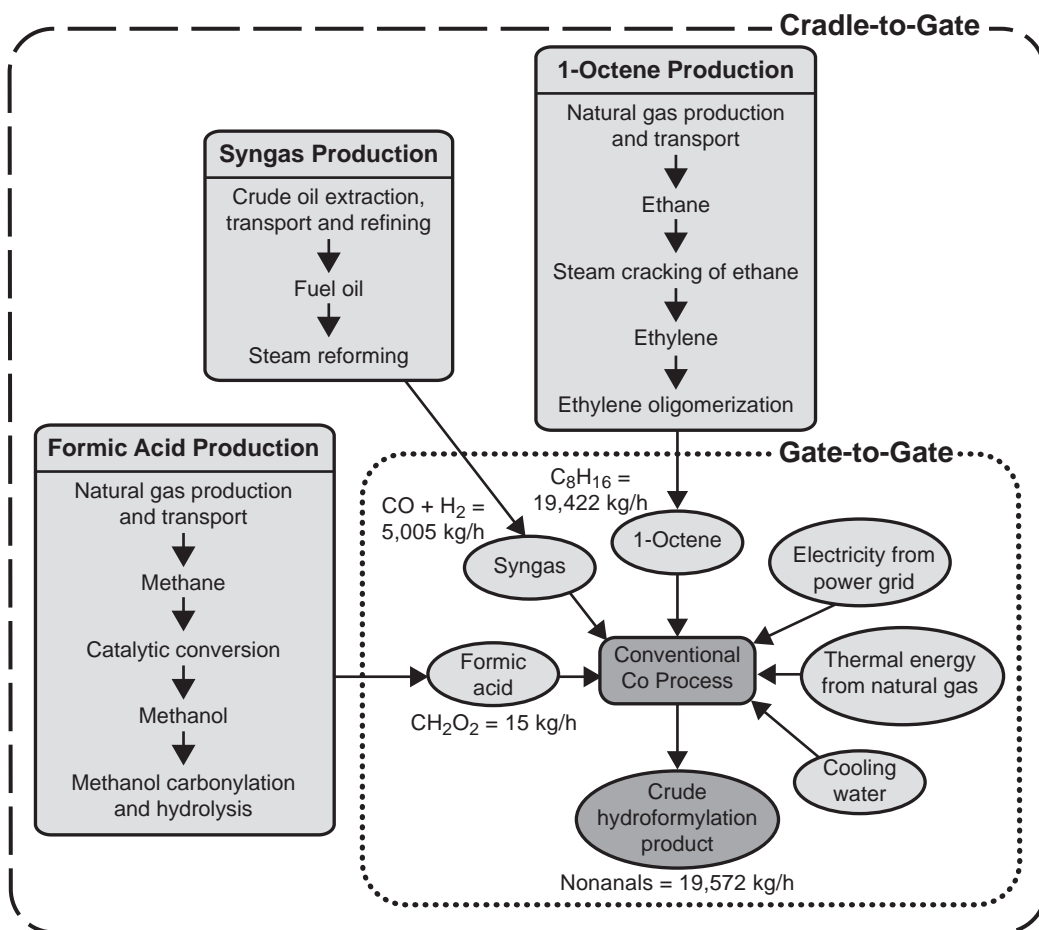 Cradle-to-Gate
1-Octene Production
Natural gas production
and transport
Ethane
Steam cracking of ethane
Ethylene
Ethylene oligomerization
Syngas Production
Crude oil extraction,
transport and refining
Fuel oil
Steam reforming
Formic Acid Production
Natural gas production
and transport
Methane
Catalytic conversion
Methanol
Methanol carbonylation
and hydrolysis
Gate-to-Gate
C₈H₁₆ =
19,422 kg/h
CO + H₂ =
5,005 kg/h
1-Octene
Syngas
Electricity from
power grid
Formic
acid
CH₂O₂ = 15 kg/h
Conventional
Co Process
Thermal energy
from natural gas
Cooling
water
Crude
hydroformylation
product
Nonanals = 19,572 kg/h